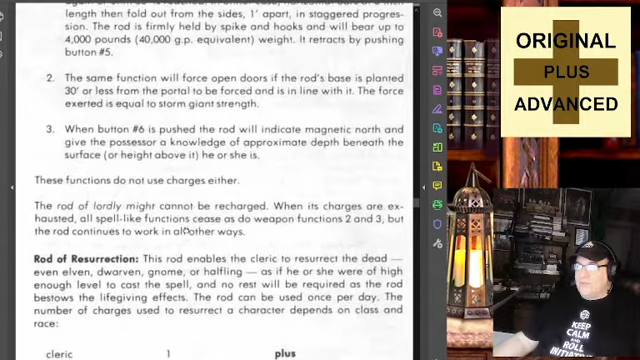 length then fold out from the sides, 1' apart, in staggered progres-
sion. The rod is firmly held by spike and hooks and will bear up to
4,000 pounds (40,000 g.p. equivalent) weight. It retracts by pushing
button #5.
2. The same function will force open doors if the rod's base is planted
30' or less from the portal to be forced and is in line with it. The force
exerted is equal to storm giant strength.
3. When button #6 is pushed the rod will indicate magnetic north and
give the possessor a knowledge of approximate depth beneath the
surface (or height above it) he or she is.
These functions do not use charges either.
The rod of lordly might cannot be recharged. When its charges are ex-
hausted, all spell-like functions cease as do weapon functions 2 and 3, but
the rod continues to work in all other ways.
Rod of Resurrection: This rod enables the cleric to resurrect the dead —
even elven, dwarven, gnome, or halfling — as if he or she were of high
enough level to cast the spell, and no rest will be required as the rod
bestows the lifegiving effects. The rod can be used once per day. The
number of charges used to resurrect a character depends on class and
race:
cleric 1 plus
ORIGINAL
PLUS
ADVANCED
KEEP
CALM
AND
ROLL
INITIATIVE